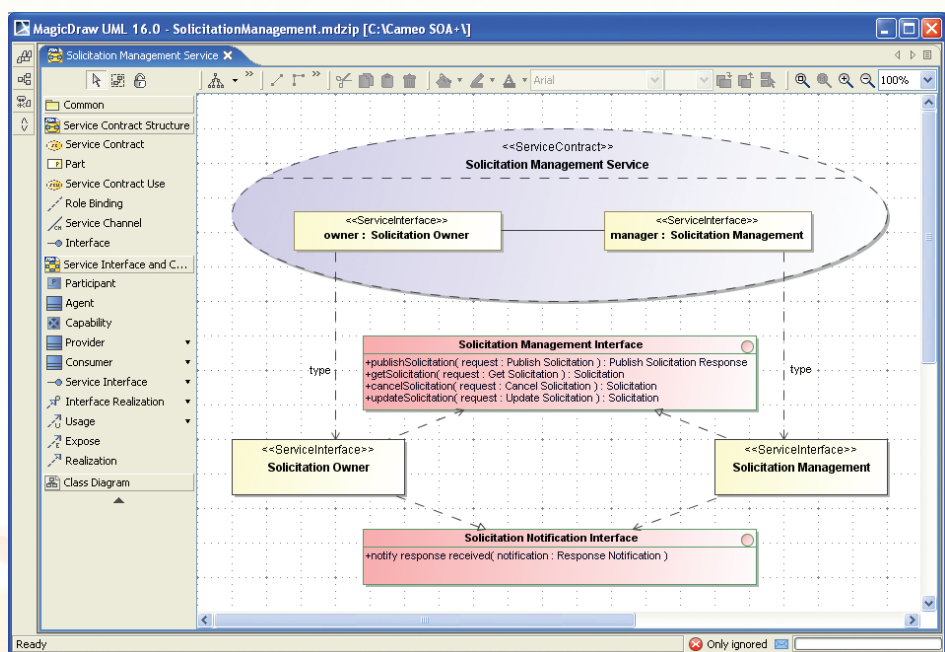 MagicDraw UML 16.0 - SolicitationManagement.mdzip [C:\Cameo SOA+\]
Solicitation Management Service
Arial
100%
Common
Service Contract Structure
Service Contract
Part
Service Contract Use
Role Binding
Service Channel
Interface
Service Interface and C...
Participant
Agent
Capability
Provider
Consumer
Service Interface
Interface Realization
Usage
Expose
Realization
Class Diagram
<<ServiceContract>>
Solicitation Management Service
<<ServiceInterface>>
owner : Solicitation Owner
<<ServiceInterface>>
manager : Solicitation Management
type
type
Solicitation Management Interface
+publishSolicitation( request : Publish Solicitation ) : Publish Solicitation Response
+getSolicitation( request : Get Solicitation ) : Solicitation
+cancelSolicitation( request : Cancel Solicitation ) : Solicitation
+updateSolicitation( request : Update Solicitation ) : Solicitation
<<ServiceInterface>>
Solicitation Owner
<<ServiceInterface>>
Solicitation Management
Solicitation Notification Interface
+notify response received( notification : Response Notification )
Ready
Only ignored